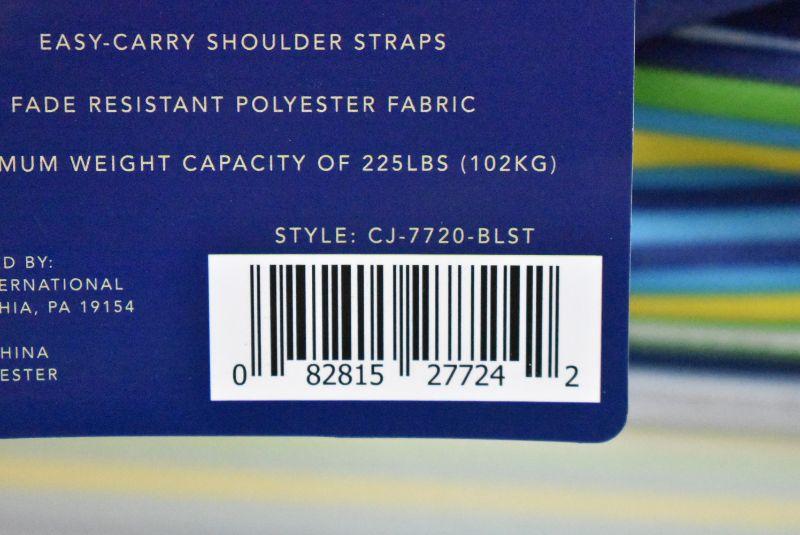 EASY-CARRY SHOULDER STRAPS
FADE RESISTANT POLYESTER FABRIC
MUM WEIGHT CAPACITY OF 225LBS (102KG)
STYLE: CJ-7720-BLST
D BY:
ERNATIONAL
HIA, PA 19154
HINA
ESTER
0 82815 27724 2